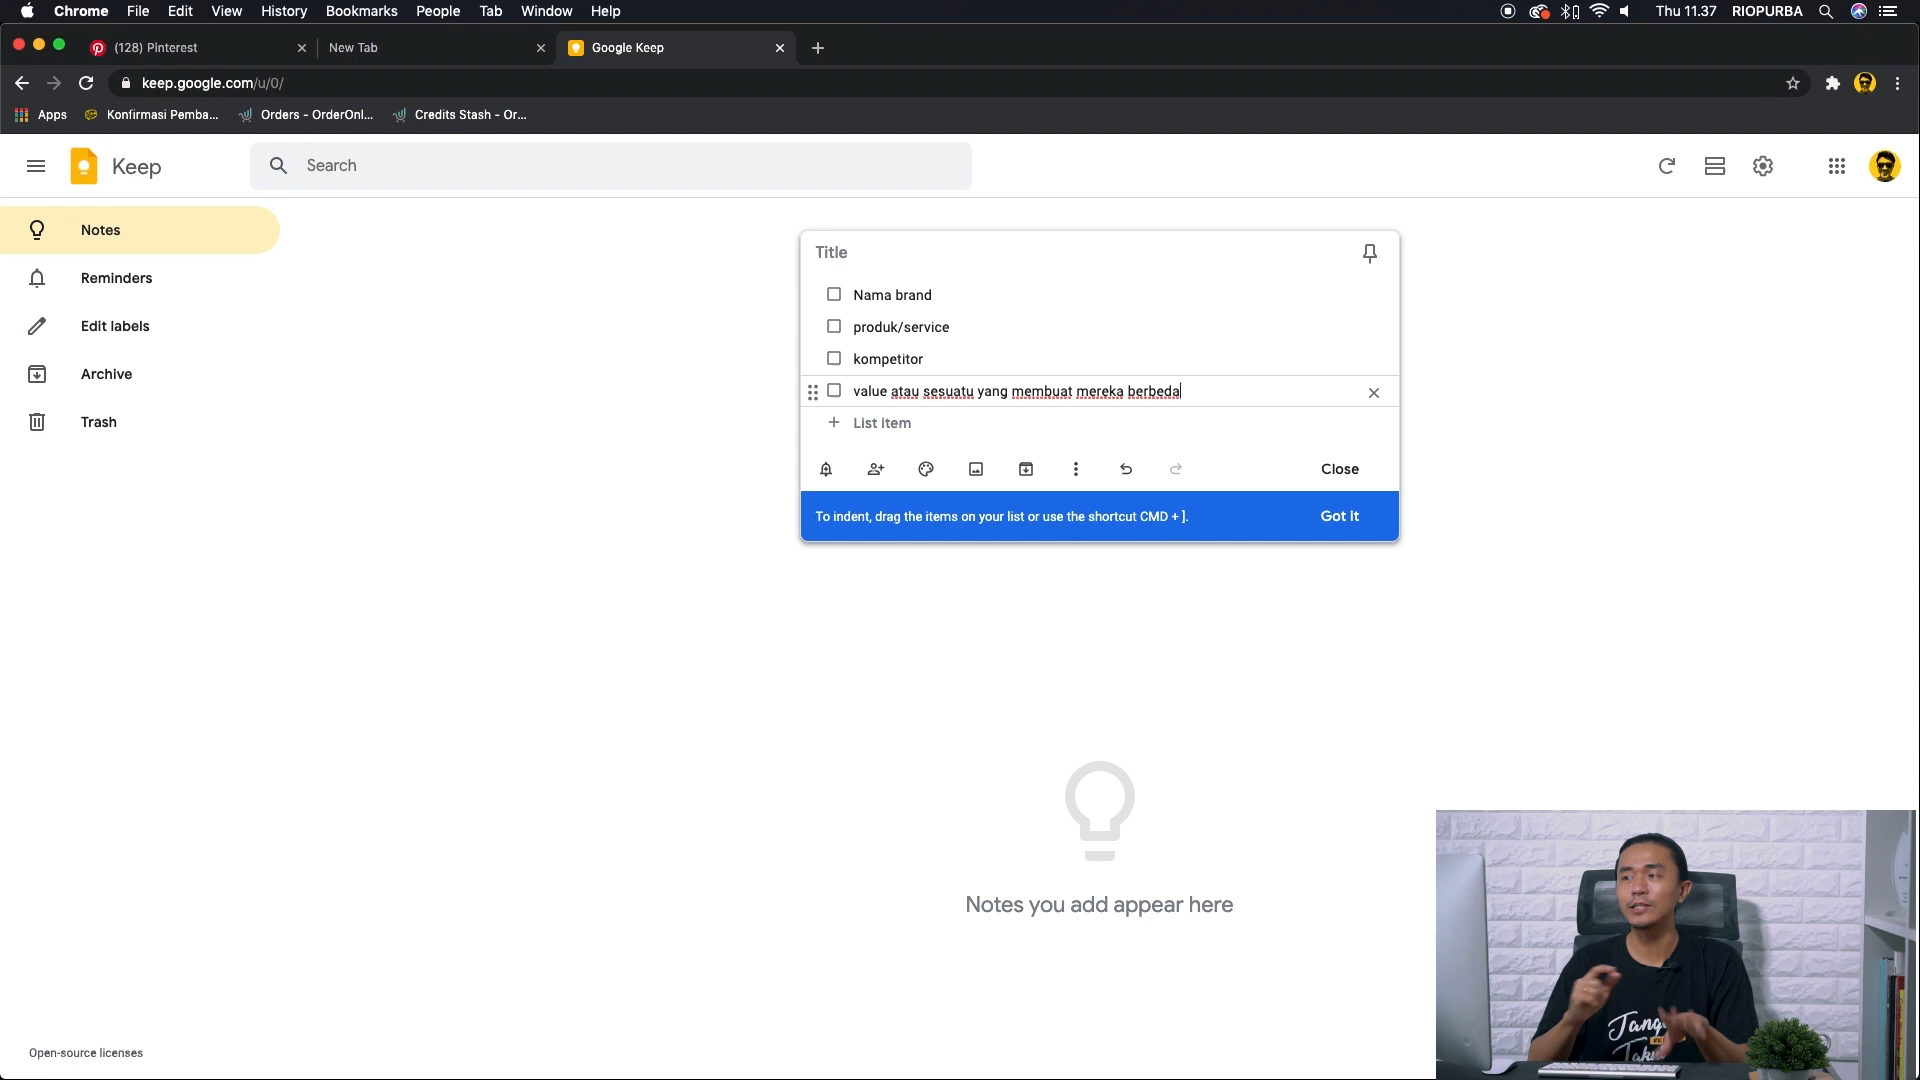 Chrome File Edit View History Bookmarks People Tab Window Help Thu 11.37 RIOPURBA
(128) Pinterest New Tab Google Keep
keep.google.com/u/0/
Apps Konfirmasi Pemba... Orders - OrderOnl... Credits Stash - Or...
Keep Search
Notes
Reminders
Edit labels
Archive
Trash
Title
Nama brand
produk/service
kompetitor
value atau sesuatu yang membuat mereka berbeda
+ List item
Close
To indent, drag the items on your list or use the shortcut CMD + ]. Got It
Notes you add appear here
Open-source licenses